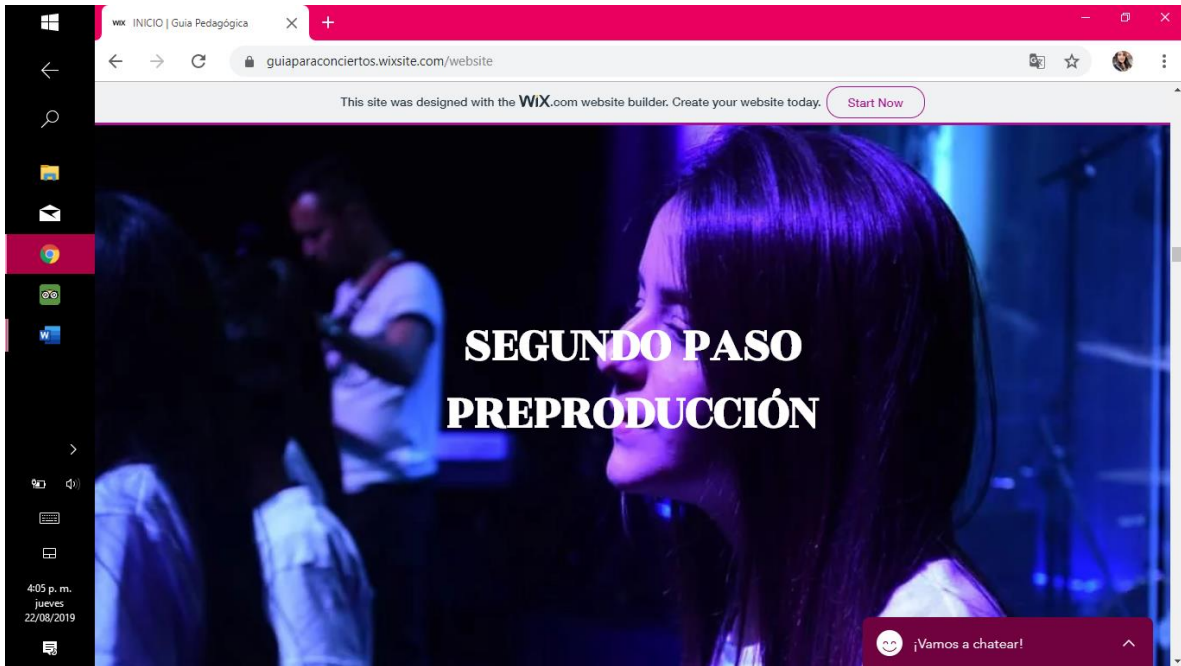 WiX INICIO | Guia Pedagógica
guiaparaconciertos.wixsite.com/website
This site was designed with the WiX.com website builder. Create your website today. Start Now
SEGUNDO PASO
PREPRODUCCIÓN
W
4:05 p. m.
jueves
22/08/2019
¡Vamos a chatear!